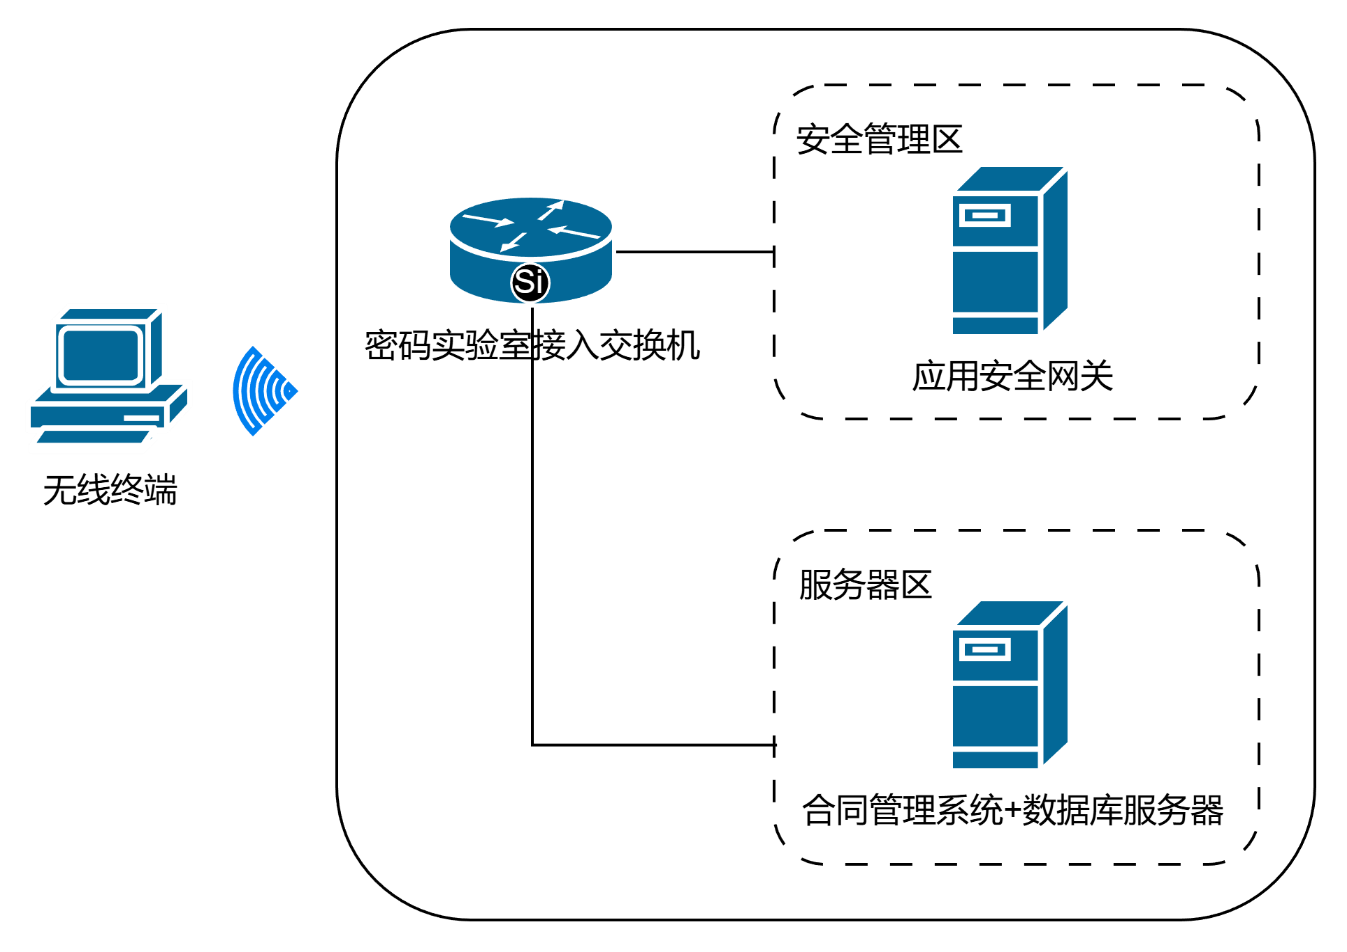 安全管理区
Si
密码实验室接入交换机
应用安全网关
无线终端
服务器区
合同管理系统+数据库服务器